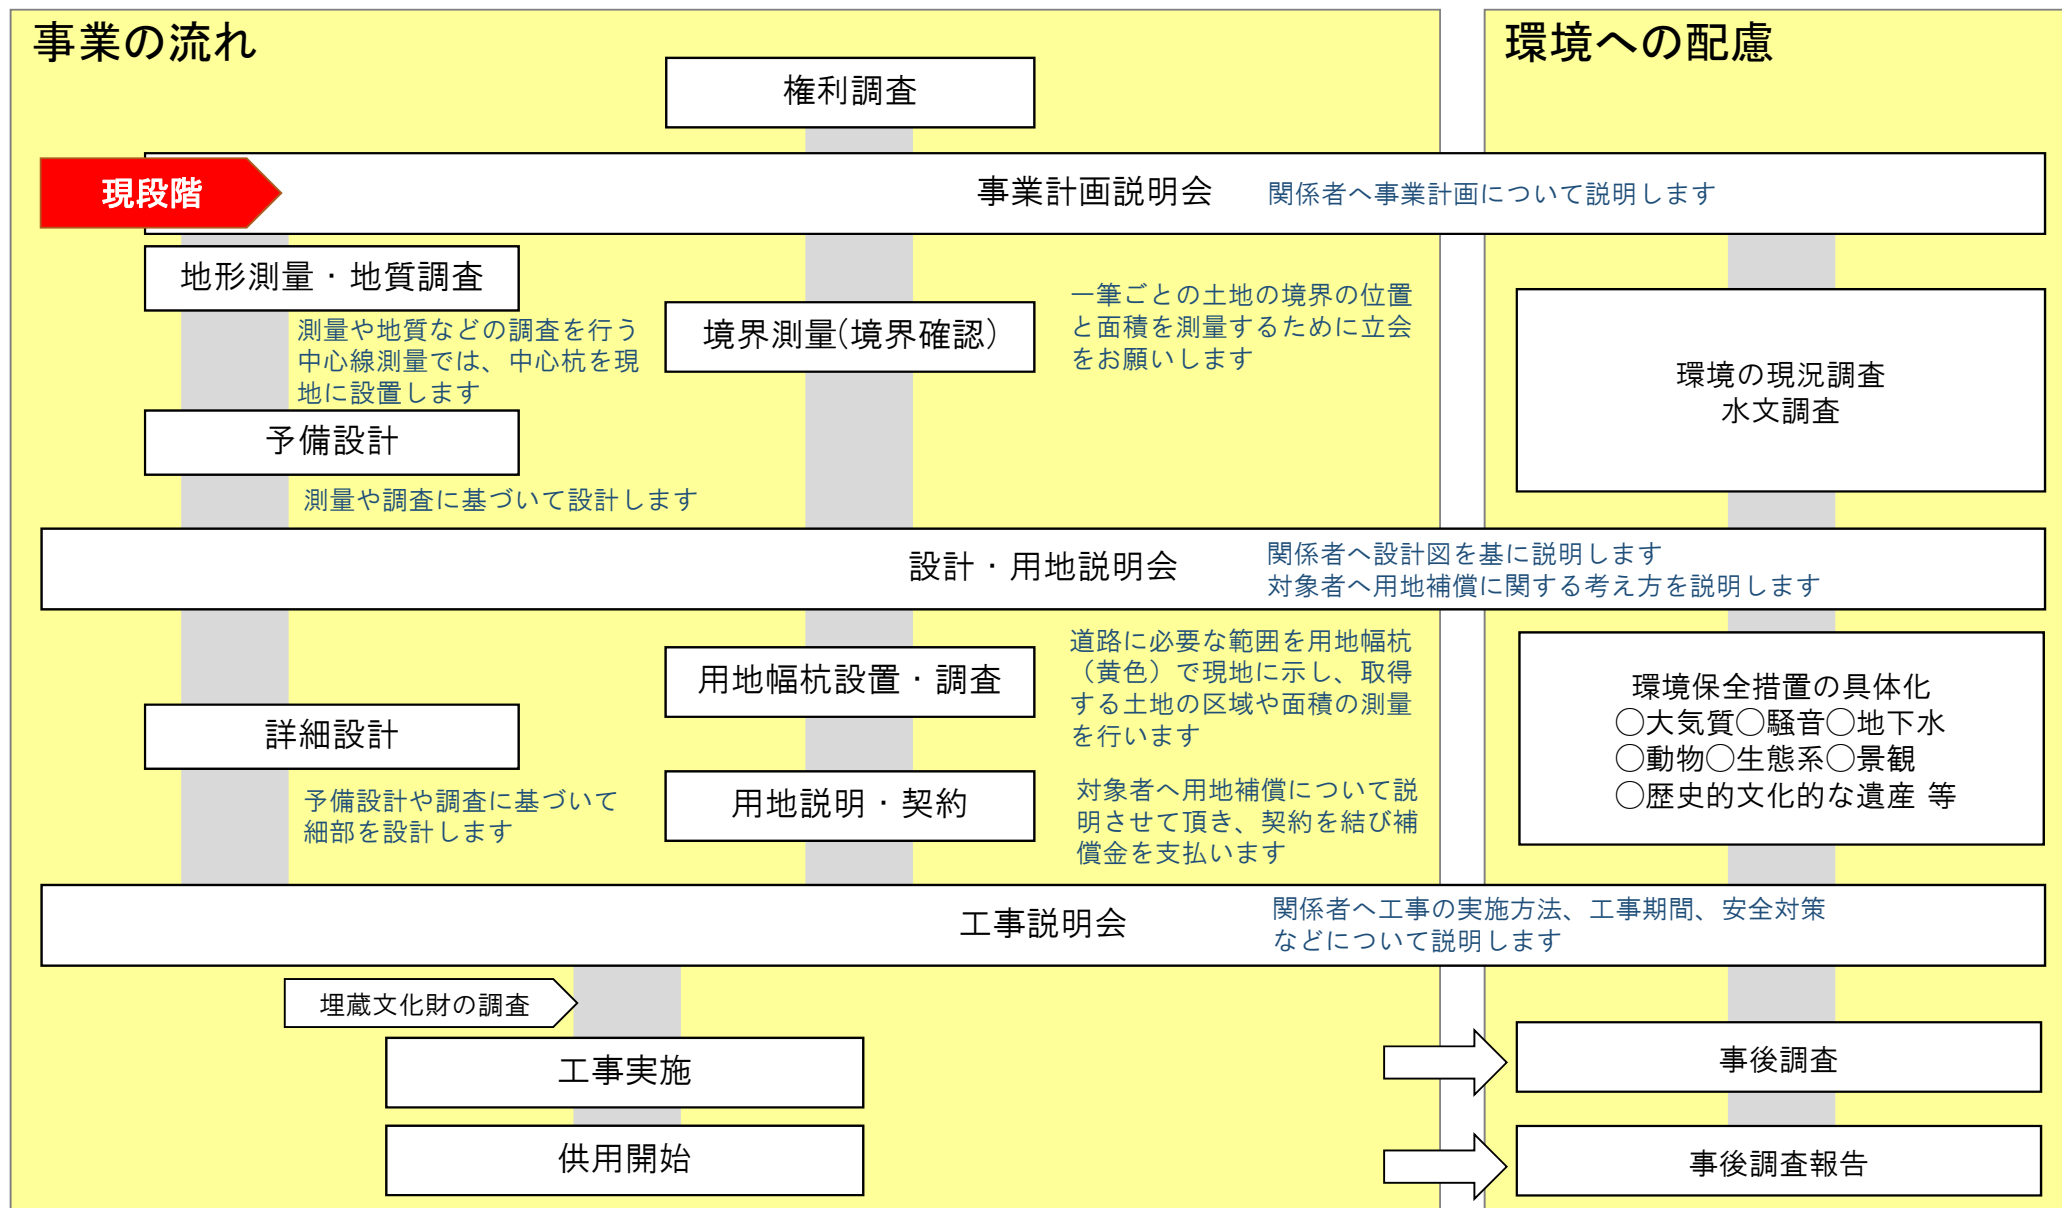 事業の流れ
環境への配慮
権利調査
現段階
事業計画説明会
関係者へ事業計画について説明します
地形測量・地質調査
測量や地質などの調査を行う
中心線測量では、中心杭を現
地に設置します
境界測量(境界確認)
一筆ごとの土地の境界の位置
と面積を測量するために立会
をお願いします
環境の現況調査
水文調査
予備設計
測量や調査に基づいて設計します
設計・用地説明会
関係者へ設計図を基に説明します
対象者へ用地補償に関する考え方を説明します
用地幅杭設置・調査
道路に必要な範囲を用地幅杭
（黄色）で現地に示し、取得
する土地の区域や面積の測量
を行います
詳細設計
予備設計や調査に基づいて
細部を設計します
用地説明・契約
対象者へ用地補償について説
明させて頂き、契約を結び補
償金を支払います
環境保全措置の具体化
○大気質○騒音○地下水
○動物○生態系○景観
○歴史的文化的な遺産 等
工事説明会
関係者へ工事の実施方法、工事期間、安全対策
などについて説明します
埋蔵文化財の調査
工事実施
事後調査
供用開始
事後調査報告